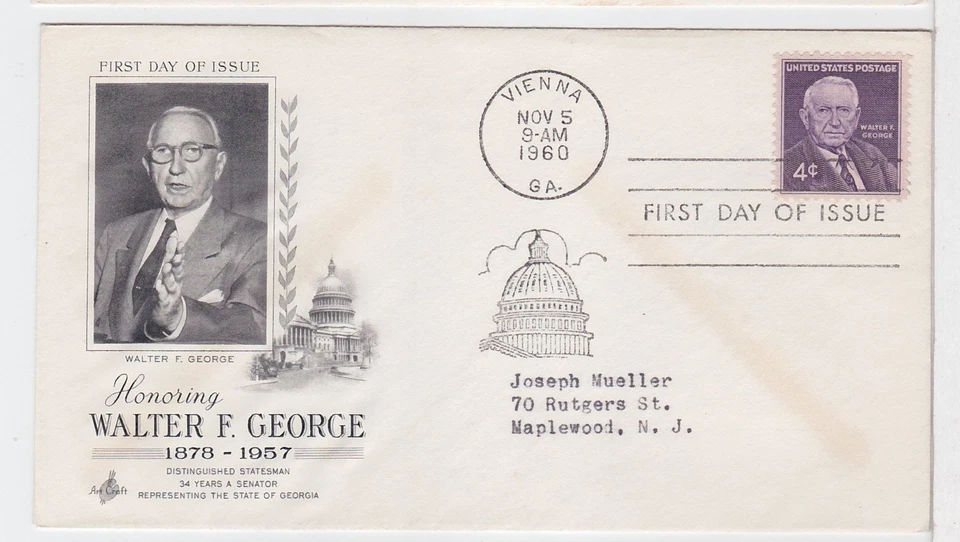 FIRST DAY OF ISSUE
WALTER F. GEORGE
Honoring
WALTER F. GEORGE
1878 - 1957
DISTINGUISHED STATESMAN
34 YEARS A SENATOR
REPRESENTING THE STATE OF GEORGIA
Art Craft
VIENNA
NOV 5
9-AM
1960
GA.
UNITED STATES POSTAGE
WALTER F.
GEORGE
4¢
FIRST DAY OF ISSUE
Joseph Mueller
70 Rutgers St.
Maplewood, N. J.